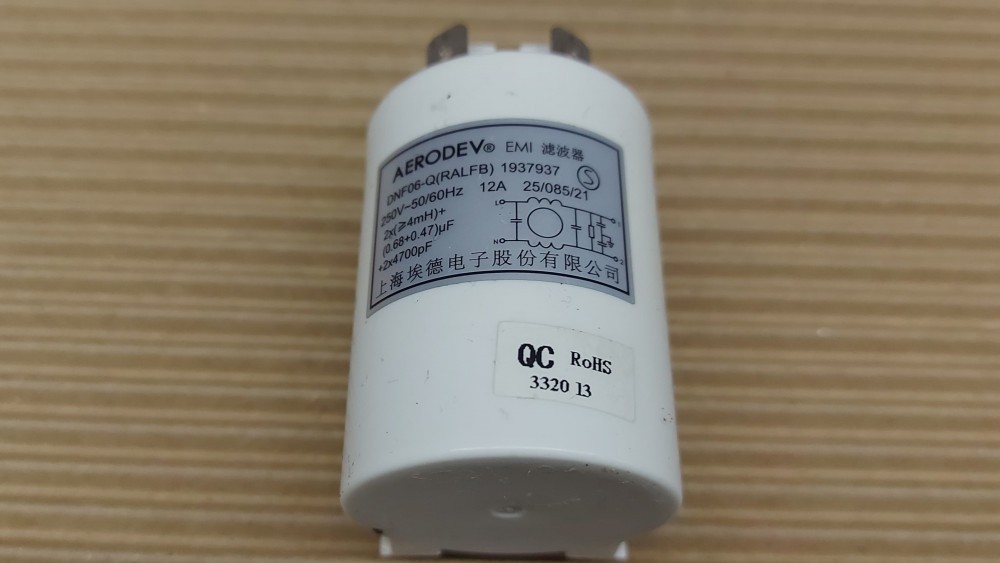 AERODEV® EMI 滤波器
DNF06-Q(RALFB) 1937937
250V~50/60Hz 12A 25/085/21
2x(≥4mH)+
(0.68+0.47)µF
+2x4700pF
L
N
1
2
上海埃德电子股份有限公司
QC RoHS
3320 13